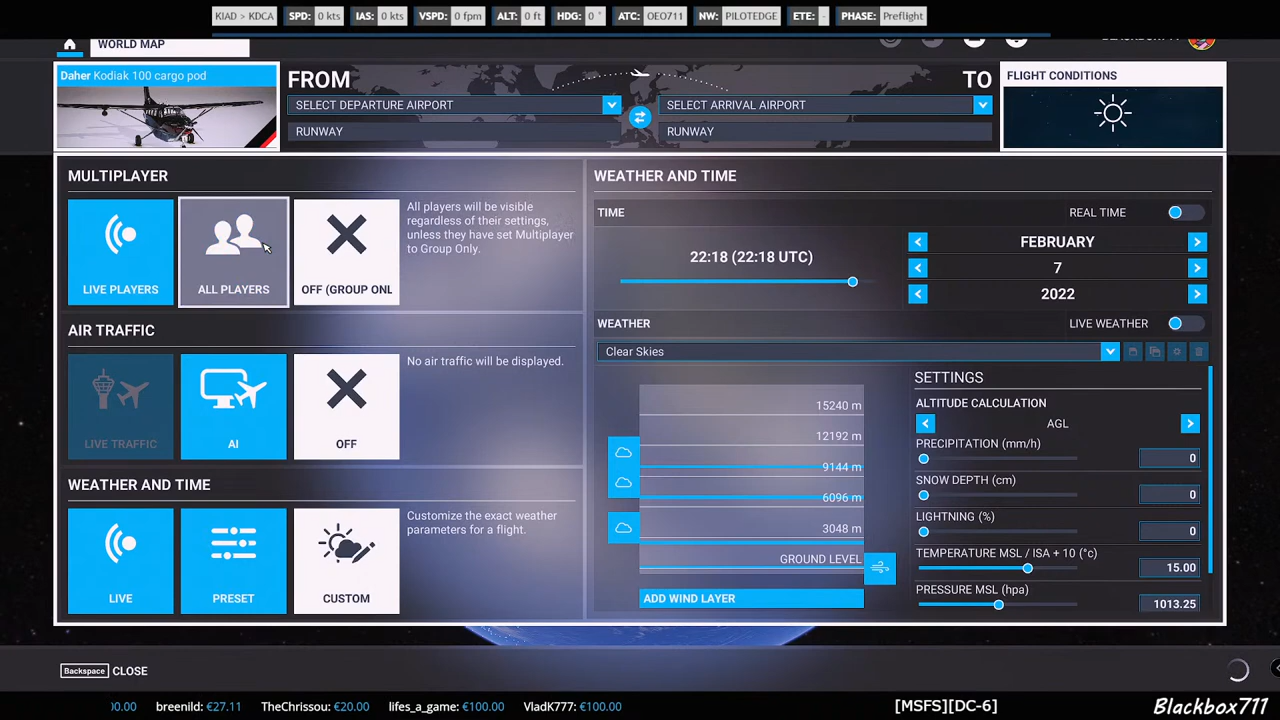 KIAD > KDCA SPD: 0 kts IAS: 0 kts VSPD: 0 fpm ALT: 0 ft HDG: 0 ° ATC: OEO711 NW: PILOTEDGE ETE: - PHASE: Preflight
WORLD MAP
Daher Kodiak 100 cargo pod
FROM
SELECT DEPARTURE AIRPORT
RUNWAY
TO
SELECT ARRIVAL AIRPORT
RUNWAY
FLIGHT CONDITIONS
MULTIPLAYER
LIVE PLAYERS
ALL PLAYERS
OFF (GROUP ONL
All players will be visible
regardless of their settings,
unless they have set Multiplayer
to Group Only.
AIR TRAFFIC
LIVE TRAFFIC
AI
OFF
No air traffic will be displayed.
WEATHER AND TIME
LIVE
PRESET
CUSTOM
Customize the exact weather
parameters for a flight.
WEATHER AND TIME
TIME
REAL TIME
22:18 (22:18 UTC)
FEBRUARY
7
2022
WEATHER
LIVE WEATHER
Clear Skies
15240 m
12192 m
9144 m
6096 m
3048 m
GROUND LEVEL
ADD WIND LAYER
SETTINGS
ALTITUDE CALCULATION
AGL
PRECIPITATION (mm/h)
0
SNOW DEPTH (cm)
0
LIGHTNING (%)
0
TEMPERATURE MSL / ISA + 10 (°c)
15.00
PRESSURE MSL (hpa)
1013.25
Backspace CLOSE
00.00 breenild: €27.11 TheChrissou: €20.00 lifes_a_game: €100.00 VladK777: €100.00
[MSFS][DC-6]
Blackbox711